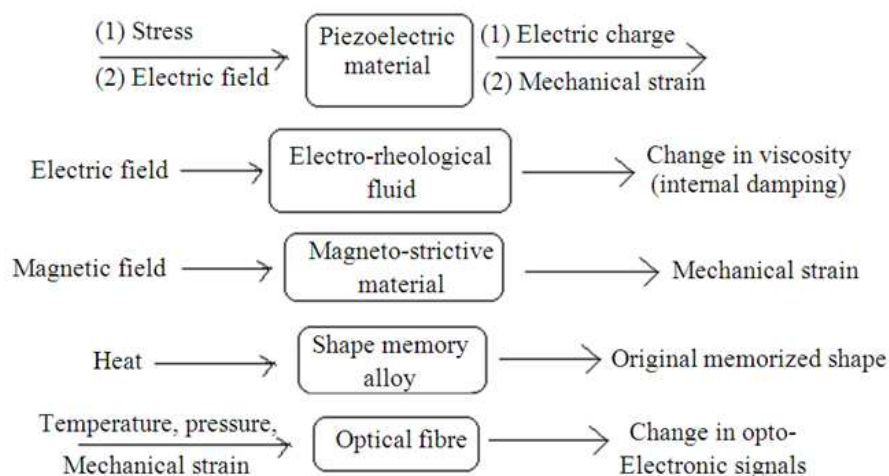 (1) Stress
(2) Electric field
Piezoelectric
material
(1) Electric charge
(2) Mechanical strain
Electric field
Electro-rheological
fluid
Change in viscosity
(internal damping)
Magnetic field
Magneto-strictive
material
Mechanical strain
Heat
Shape memory
alloy
Original memorized shape
Temperature, pressure,
Mechanical strain
Optical fibre
Change in opto-
Electronic signals